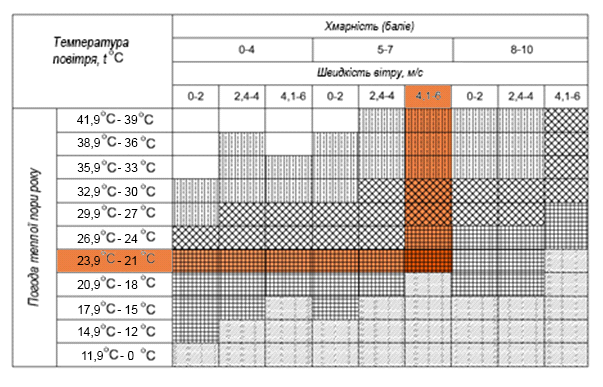 Хмарність (балів)
Температура
повітря, t°C
0-4 5-7 8-10
Швидкість вітру, м/с
0-2 2,4-4 4,1-6 0-2 2,4-4 4,1-6 0-2 2,4-4 4,1-6
Погода теплої пори року
41,9°C - 39°C
38,9°C - 36°C
35,9°C - 33°C
32,9°C - 30°C
29,9°C - 27°C
26,9°C - 24°C
23,9°C - 21°C
20,9°C - 18°C
17,9°C - 15°C
14,9°C - 12°C
11,9°C - 0 °C